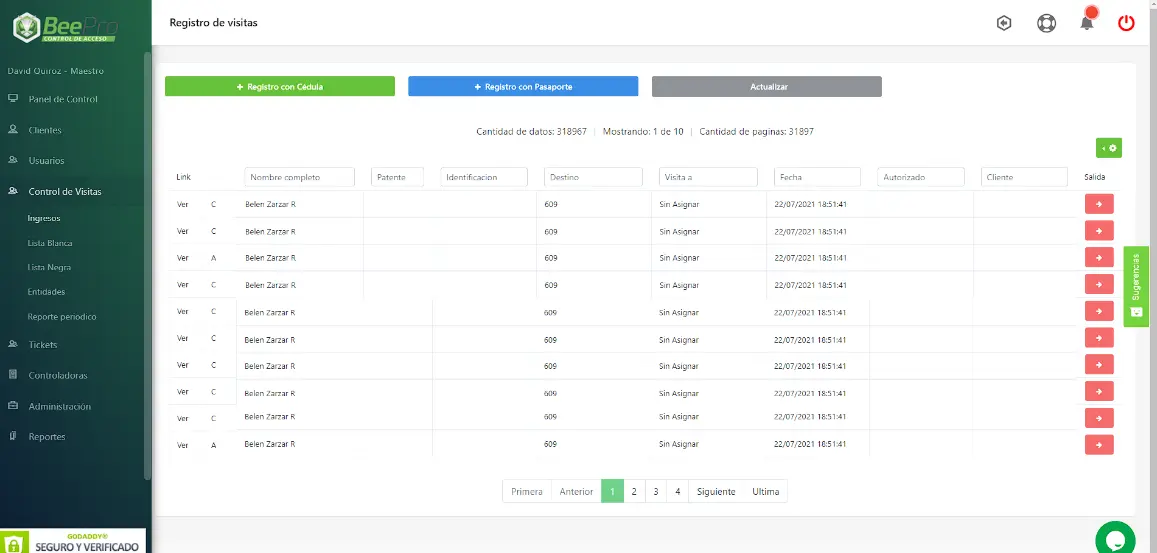 BeePro
CONTROL DE ACCESO
David Quiroz - Maestro
Panel de Control
Clientes
Usuarios
Control de Visitas
Ingresos
Lista Blanca
Lista Negra
Entidades
Reporte periodico
Tickets
Controladoras
Administración
Reportes
GODADDY®
SEGURO Y VERIFICADO
Registro de visitas
+ Registro con Cédula
+ Registro con Pasaporte
Actualizar
Cantidad de datos: 318967 | Mostrando: 1 de 10 | Cantidad de paginas: 31897
Link Nombre completo Patente Identificacion Destino Visita a Fecha Autorizado Cliente Salida
Ver C Belen Zarzar R 609 Sin Asignar 22/07/2021 18:51:41
Ver C Belen Zarzar R 609 Sin Asignar 22/07/2021 18:51:41
Ver A Belen Zarzar R 609 Sin Asignar 22/07/2021 18:51:41
Ver C Belen Zarzar R 609 Sin Asignar 22/07/2021 18:51:41
Ver C Belen Zarzar R 609 Sin Asignar 22/07/2021 18:51:41
Ver C Belen Zarzar R 609 Sin Asignar 22/07/2021 18:51:41
Ver C Belen Zarzar R 609 Sin Asignar 22/07/2021 18:51:41
Ver C Belen Zarzar R 609 Sin Asignar 22/07/2021 18:51:41
Ver C Belen Zarzar R 609 Sin Asignar 22/07/2021 18:51:41
Ver A Belen Zarzar R 609 Sin Asignar 22/07/2021 18:51:41
Primera Anterior 1 2 3 4 Siguiente Ultima
Sugerencias